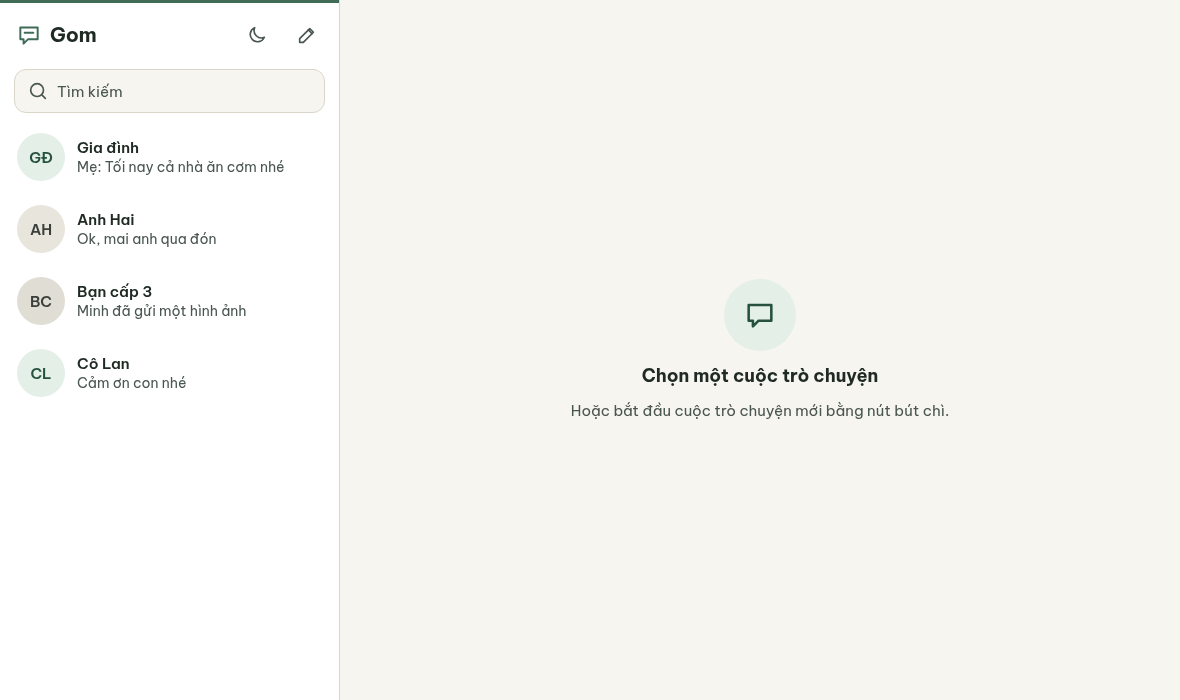 Gom
Tìm kiếm
GĐ
Gia đình
Mẹ: Tối nay cả nhà ăn cơm nhé
AH
Anh Hai
Ok, mai anh qua đón
BC
Bạn cấp 3
Minh đã gửi một hình ảnh
CL
Cô Lan
Cảm ơn con nhé
Chọn một cuộc trò chuyện
Hoặc bắt đầu cuộc trò chuyện mới bằng nút bút chì.